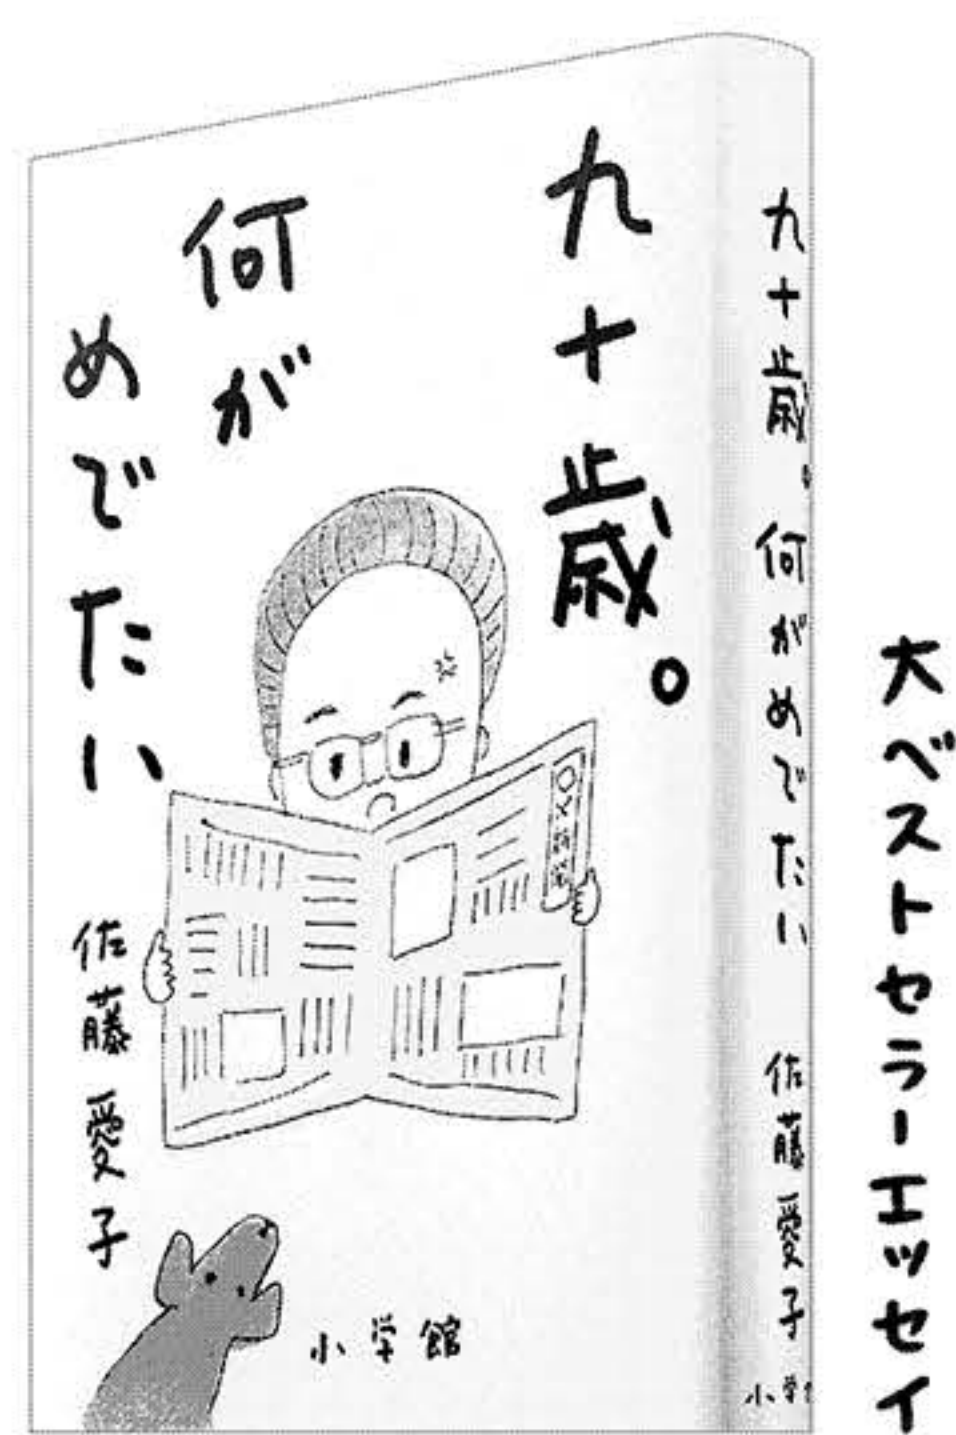 九十歳。
何が
めでたい
佐藤愛子
小学館
九十歳。何がめでたい 佐藤愛子 小学
大ベストセラーエッセイ